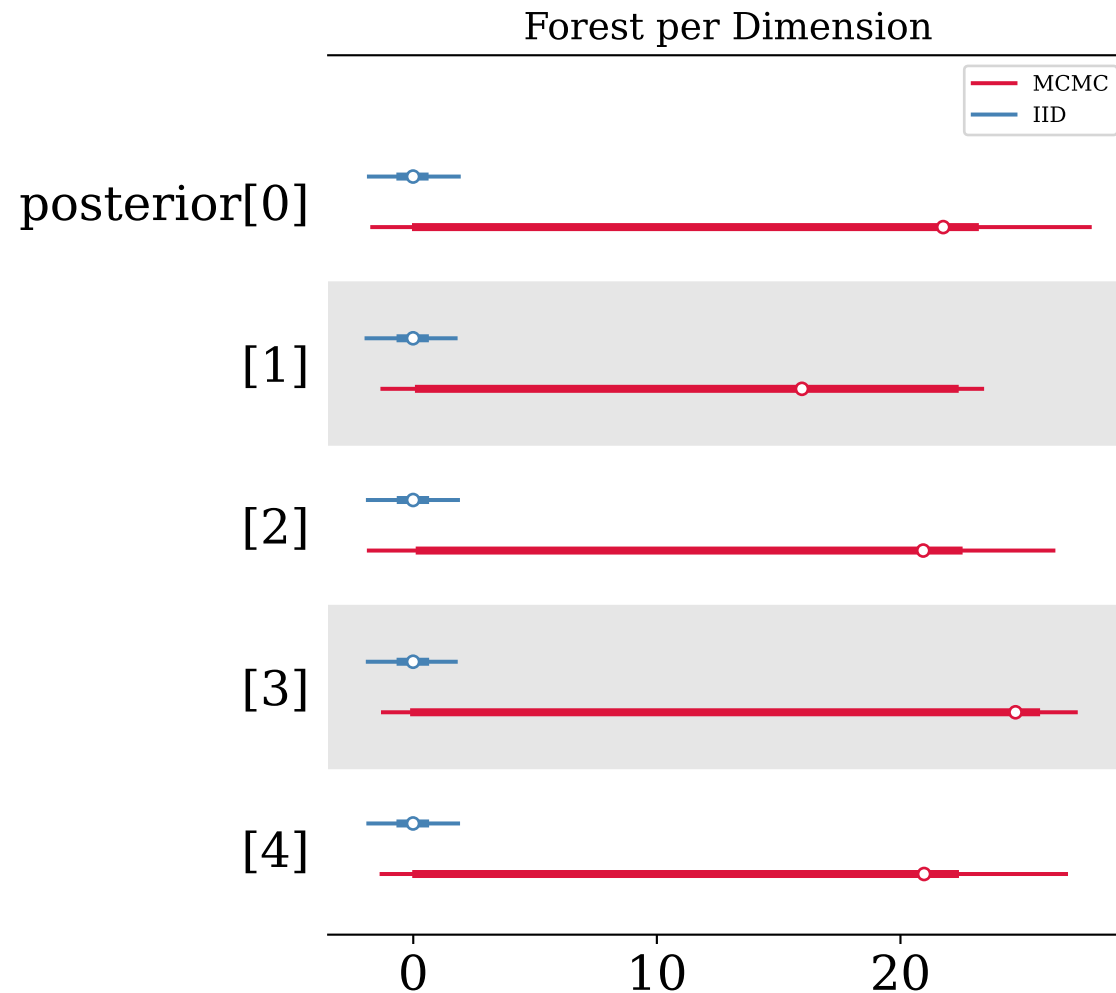 Forest per Dimension
MCMC
IID
posterior[0]
[1]
[2]
[3]
[4]
0 10 20